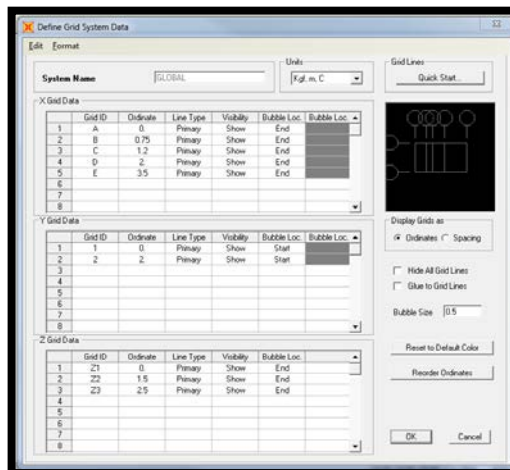 Define Grid System Data
Edit Format
System Name GLOBAL
Units
Kgf, m, C
Grid Lines
Quick Start...
X Grid Data
Grid ID Ordinate Line Type Visibility Bubble Loc. Bubble Loc.
1 A 0. Primary Show End
2 B 0.75 Primary Show End
3 C 1.2 Primary Show End
4 D 2. Primary Show End
5 E 3.5 Primary Show End
6
7
8
Y Grid Data
Grid ID Ordinate Line Type Visibility Bubble Loc. Bubble Loc.
1 1 0. Primary Show Start
2 2 2. Primary Show Start
3
4
5
6
7
8
Z Grid Data
Grid ID Ordinate Line Type Visibility Bubble Loc.
1 Z1 0. Primary Show End
2 Z2 1.5 Primary Show End
3 Z3 2.5 Primary Show End
4
5
6
7
8
Display Grids as
Ordinates Spacing
Hide All Grid Lines
Glue to Grid Lines
Bubble Size 0.5
Reset to Default Color
Reorder Ordinates
OK Cancel